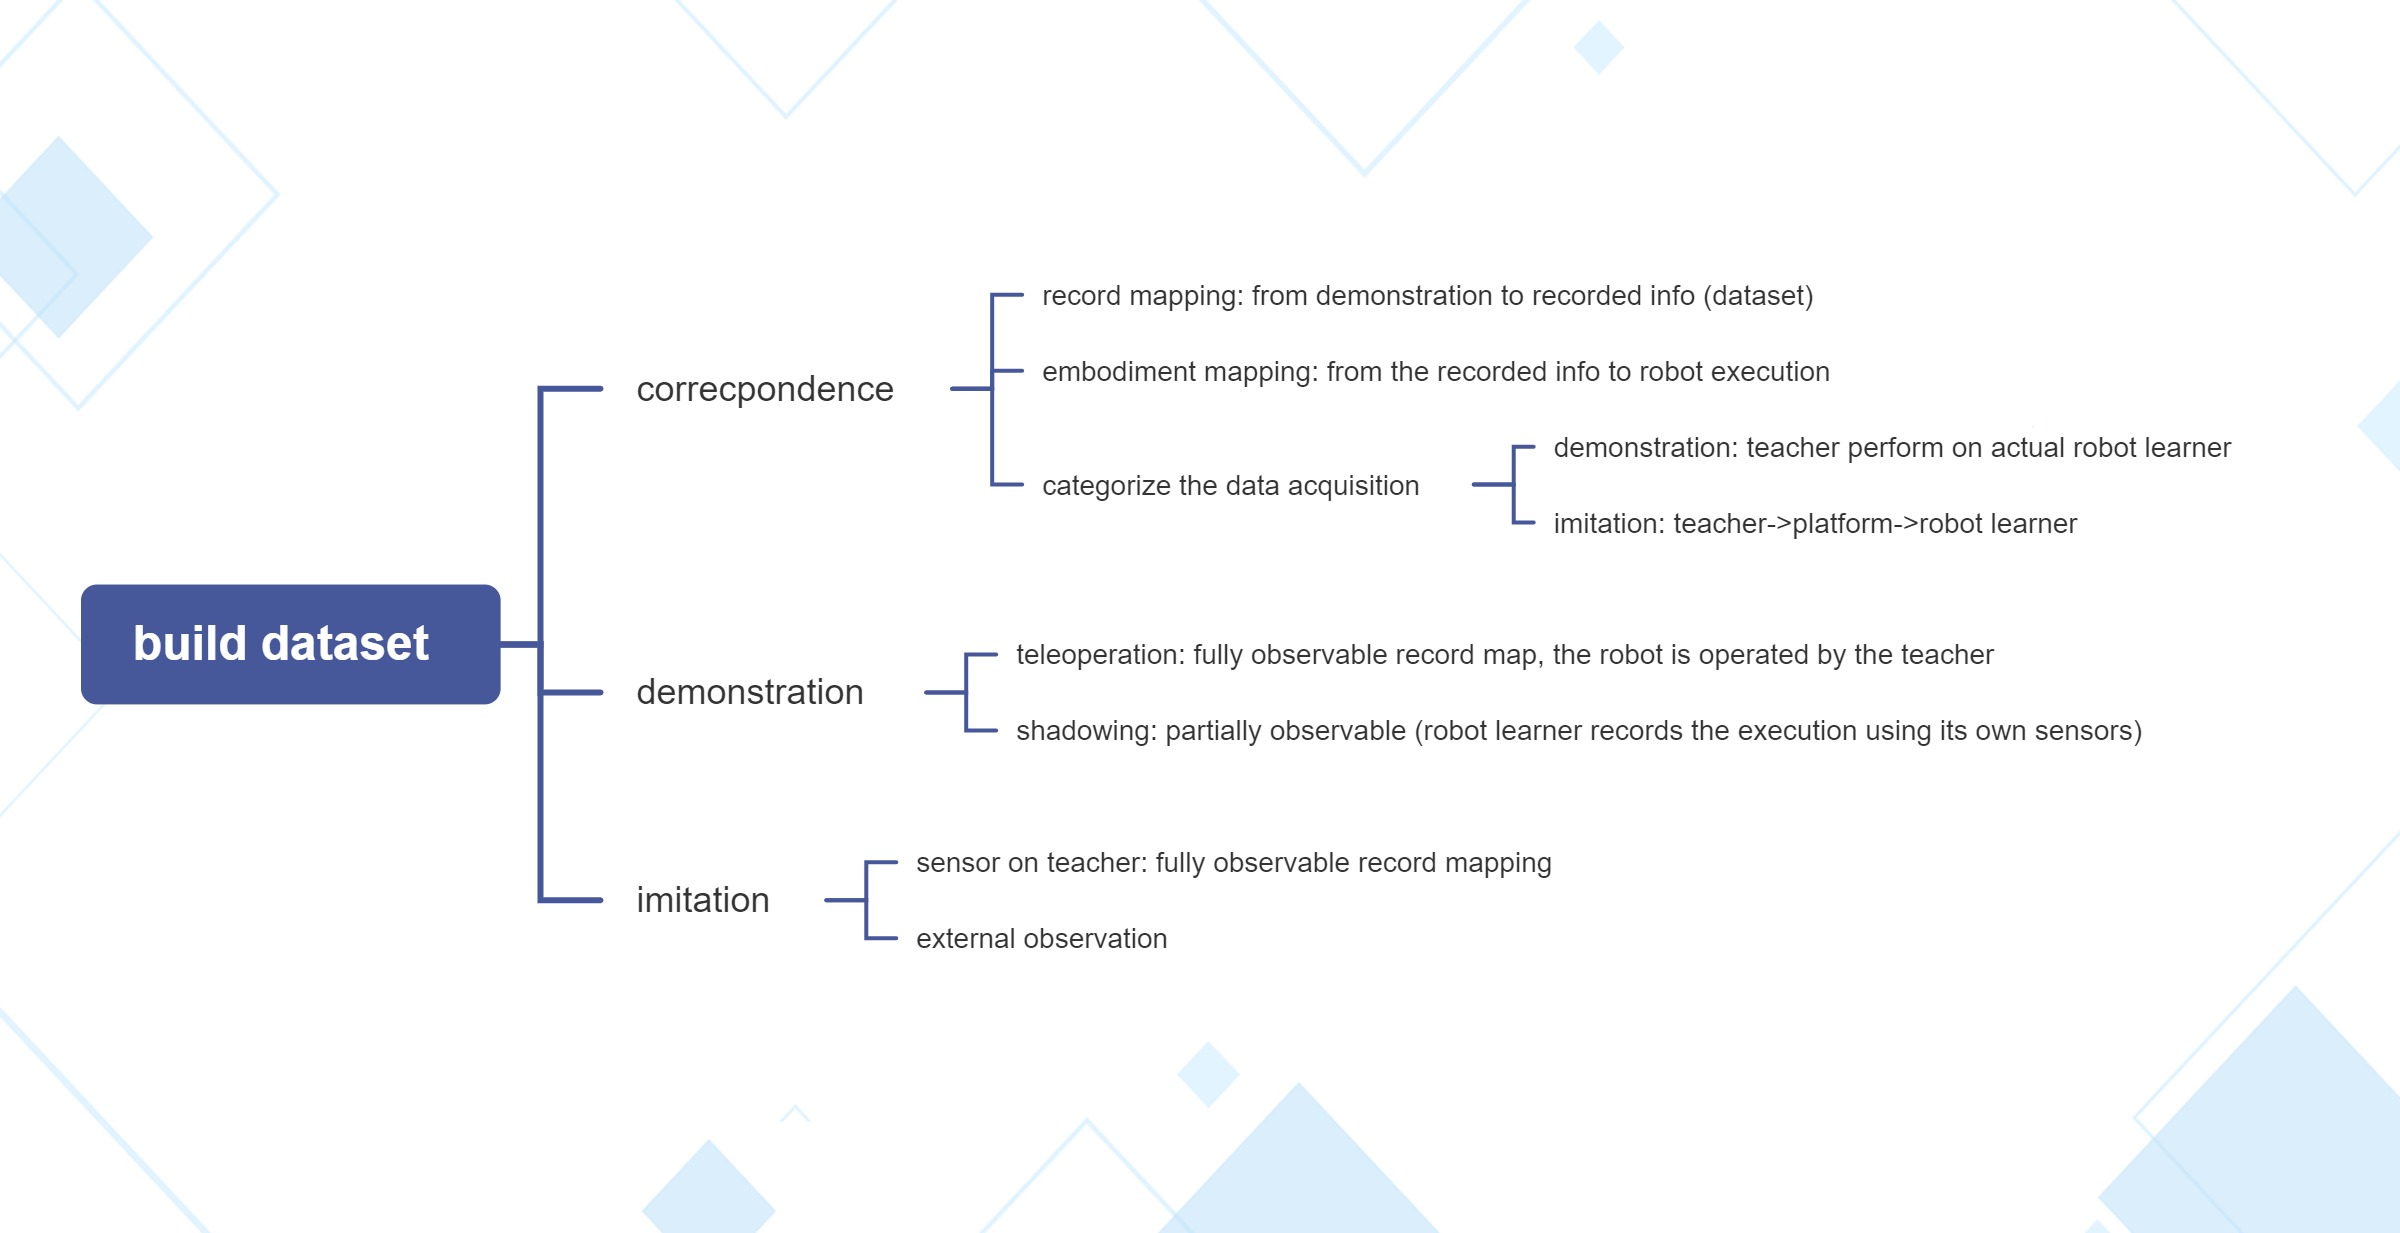 build dataset
correcpondence
record mapping: from demonstration to recorded info (dataset)
embodiment mapping: from the recorded info to robot execution
categorize the data acquisition
demonstration: teacher perform on actual robot learner
imitation: teacher->platform->robot learner
demonstration
teleoperation: fully observable record map, the robot is operated by the teacher
shadowing: partially observable (robot learner records the execution using its own sensors)
imitation
sensor on teacher: fully observable record mapping
external observation